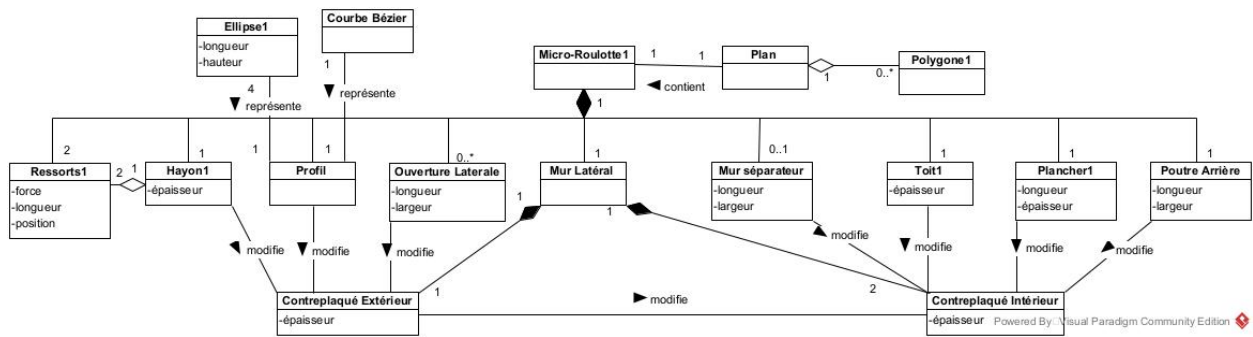 Ellipse1
-longueur
-hauteur
Courbe Bézier
Micro-Roulotte1
Plan
Polygone1
1
1
1
0..*
contient
1
4
représente
1
représente
1
2
1
1
1
1
0..*
1
0..1
1
1
1
Ressorts1
-force
-longueur
-position
2
1
Hayon1
-épaisseur
Profil
Ouverture Laterale
-longueur
-largeur
Mur Latéral
Mur séparateur
-longueur
-largeur
Toit1
-épaisseur
Plancher1
-longueur
-épaisseur
Poutre Arrière
-longueur
-largeur
1
1
modifie
modifie
modifie
modifie
modifie
modifie
modifie
1
2
Contreplaqué Extérieur
-épaisseur
modifie
Contreplaqué Intérieur
-épaisseur
Powered By Visual Paradigm Community Edition